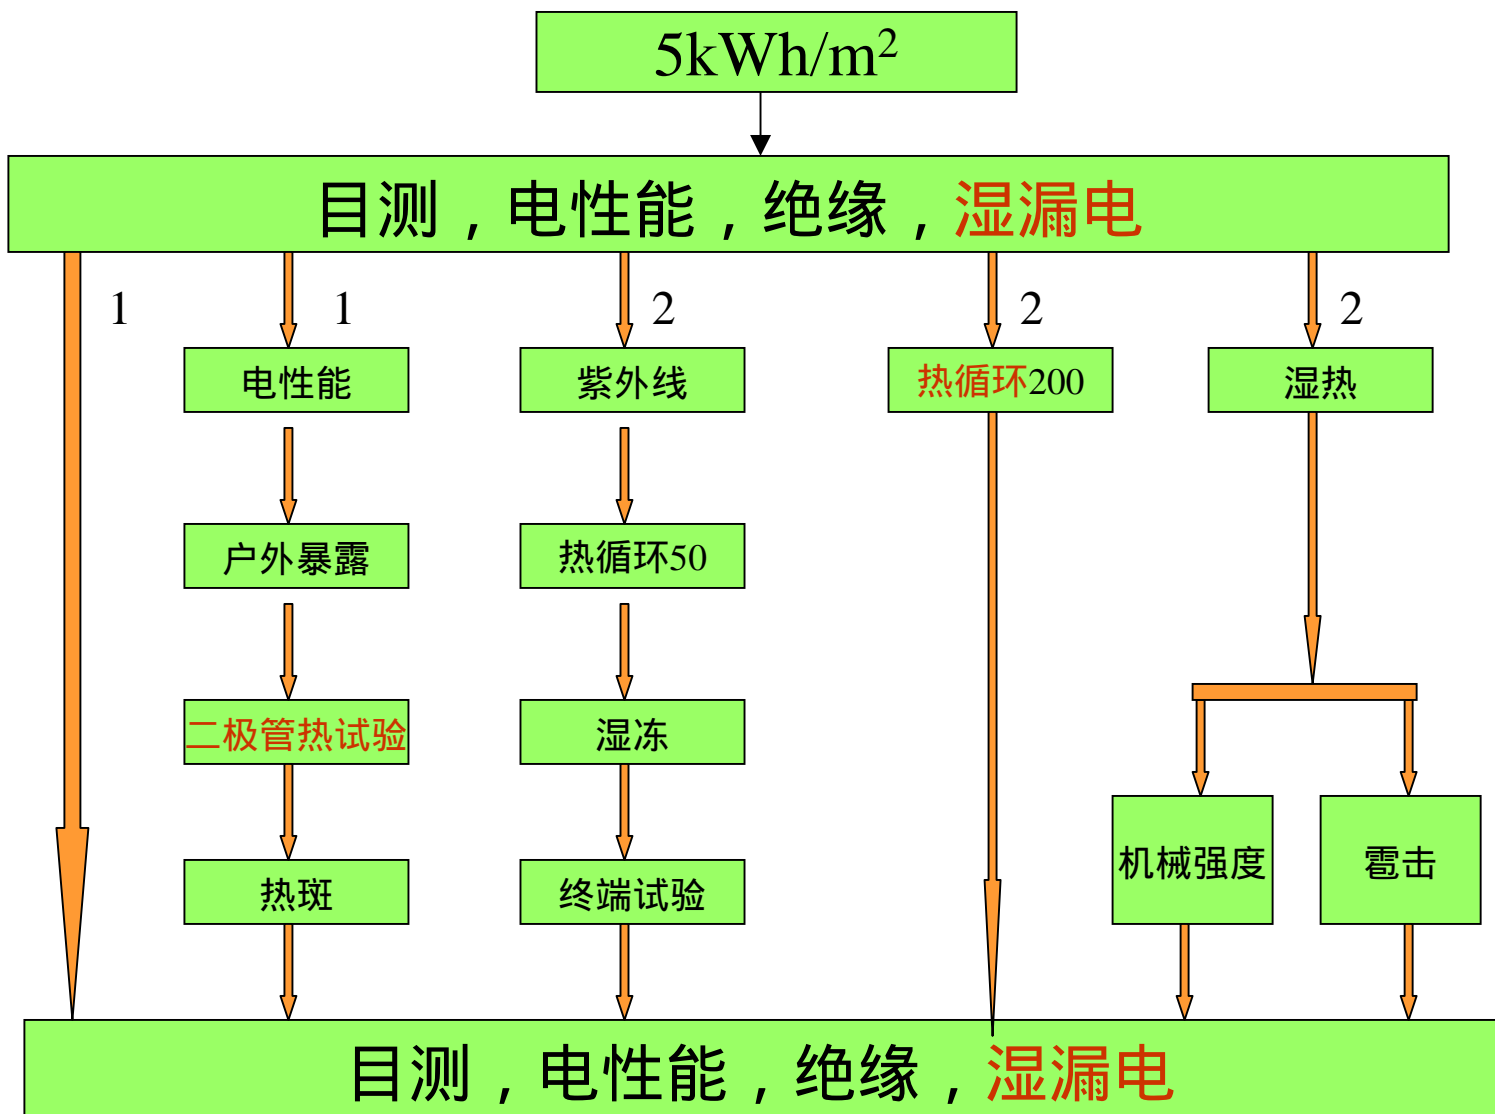 5kWh/m²
目测，电性能，绝缘，湿漏电
1
1
2
2
2
电性能
紫外线
热循环200
湿热
户外暴露
热循环50
二极管热试验
湿冻
机械强度
雹击
热斑
终端试验
目测，电性能，绝缘，湿漏电